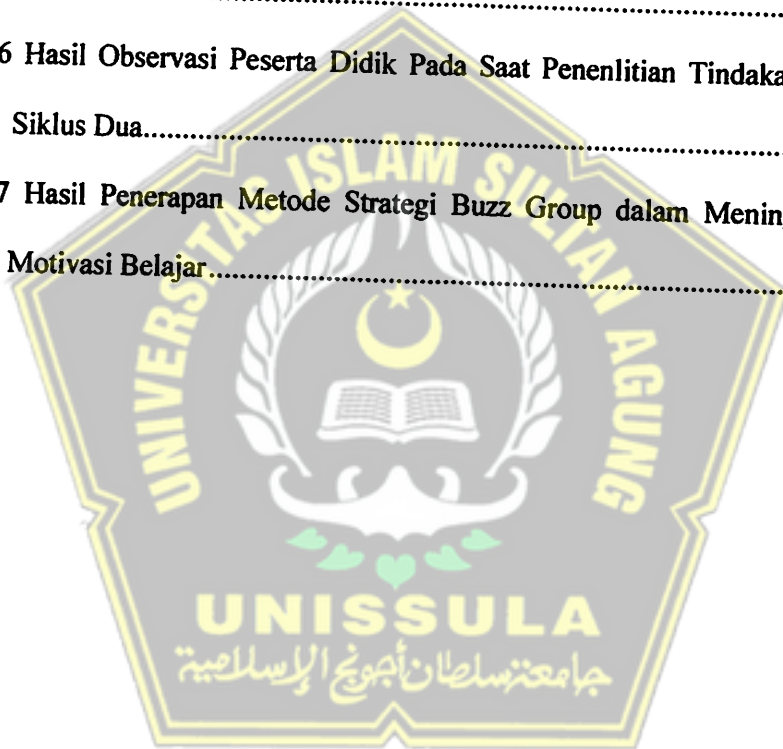 6 Hasil Observasi Peserta Didik Pada Saat Penenlitian Tindaka
Siklus Dua
7 Hasil Penerapan Metode Strategi Buzz Group dalam Mening
Motivasi Belajar
UNIVERSITAS ISLAM SULTAN AGUNG
UNISSULA
جامعة سلطان أجونج الإسلامية